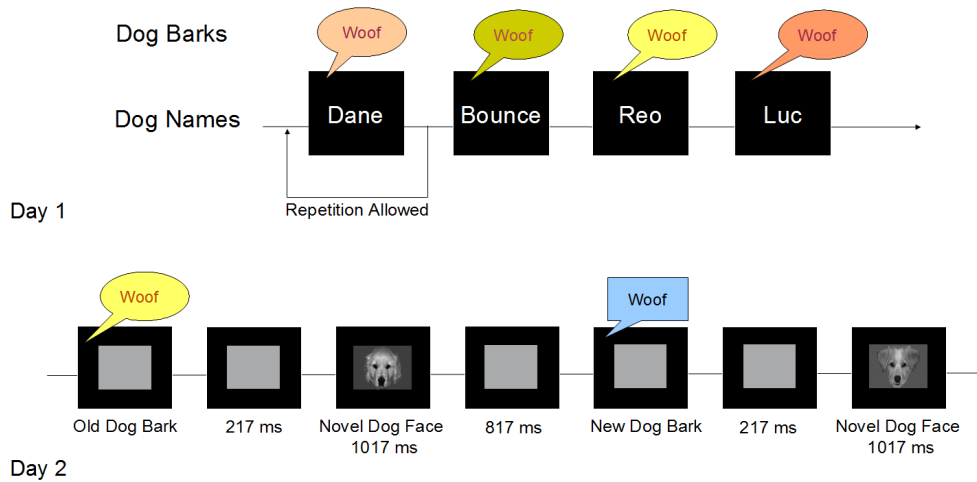 Dog Barks
Woof Woof Woof Woof
Dog Names
Dane Bounce Reo Luc
Repetition Allowed
Day 1
Woof Woof
Old Dog Bark 217 ms Novel Dog Face 817 ms New Dog Bark 217 ms Novel Dog Face
1017 ms 1017 ms
Day 2